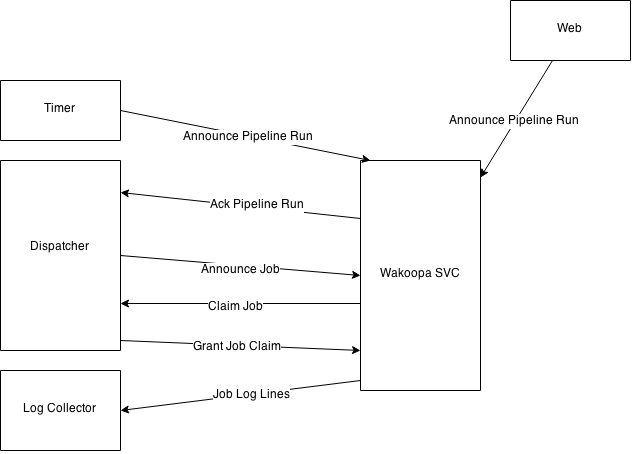 Web
Timer
Announce Pipeline Run
Announce Pipeline Run
Ack Pipeline Run
Dispatcher
Announce Job
Wakoopa SVC
Claim Job
Grant Job Claim
Job Log Lines
Log Collector